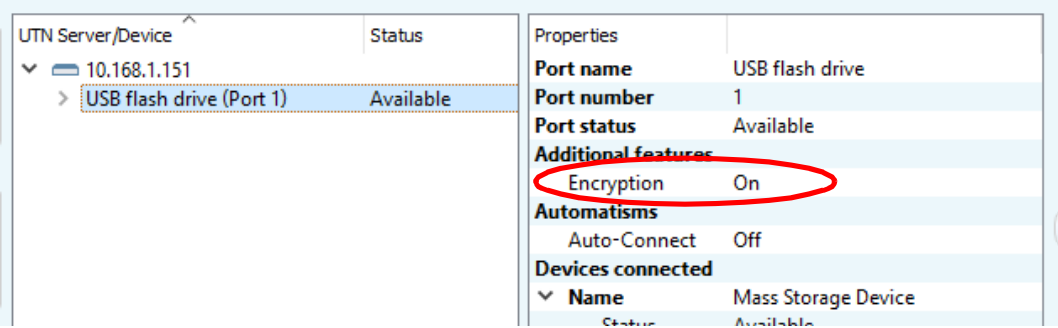 UTN Server/Device Status
10.168.1.151
USB flash drive (Port 1) Available
Properties
Port name USB flash drive
Port number 1
Port status Available
Additional features
Encryption On
Automatisms
Auto-Connect Off
Devices connected
Name Mass Storage Device
Status Available